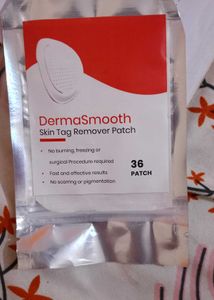 DermaSmooth
Skin Tag Remover Patch
• No burning, freezing or
surgical Procedure required
• Fast and effective results
• No scarring or pigmentation
36
PATCH